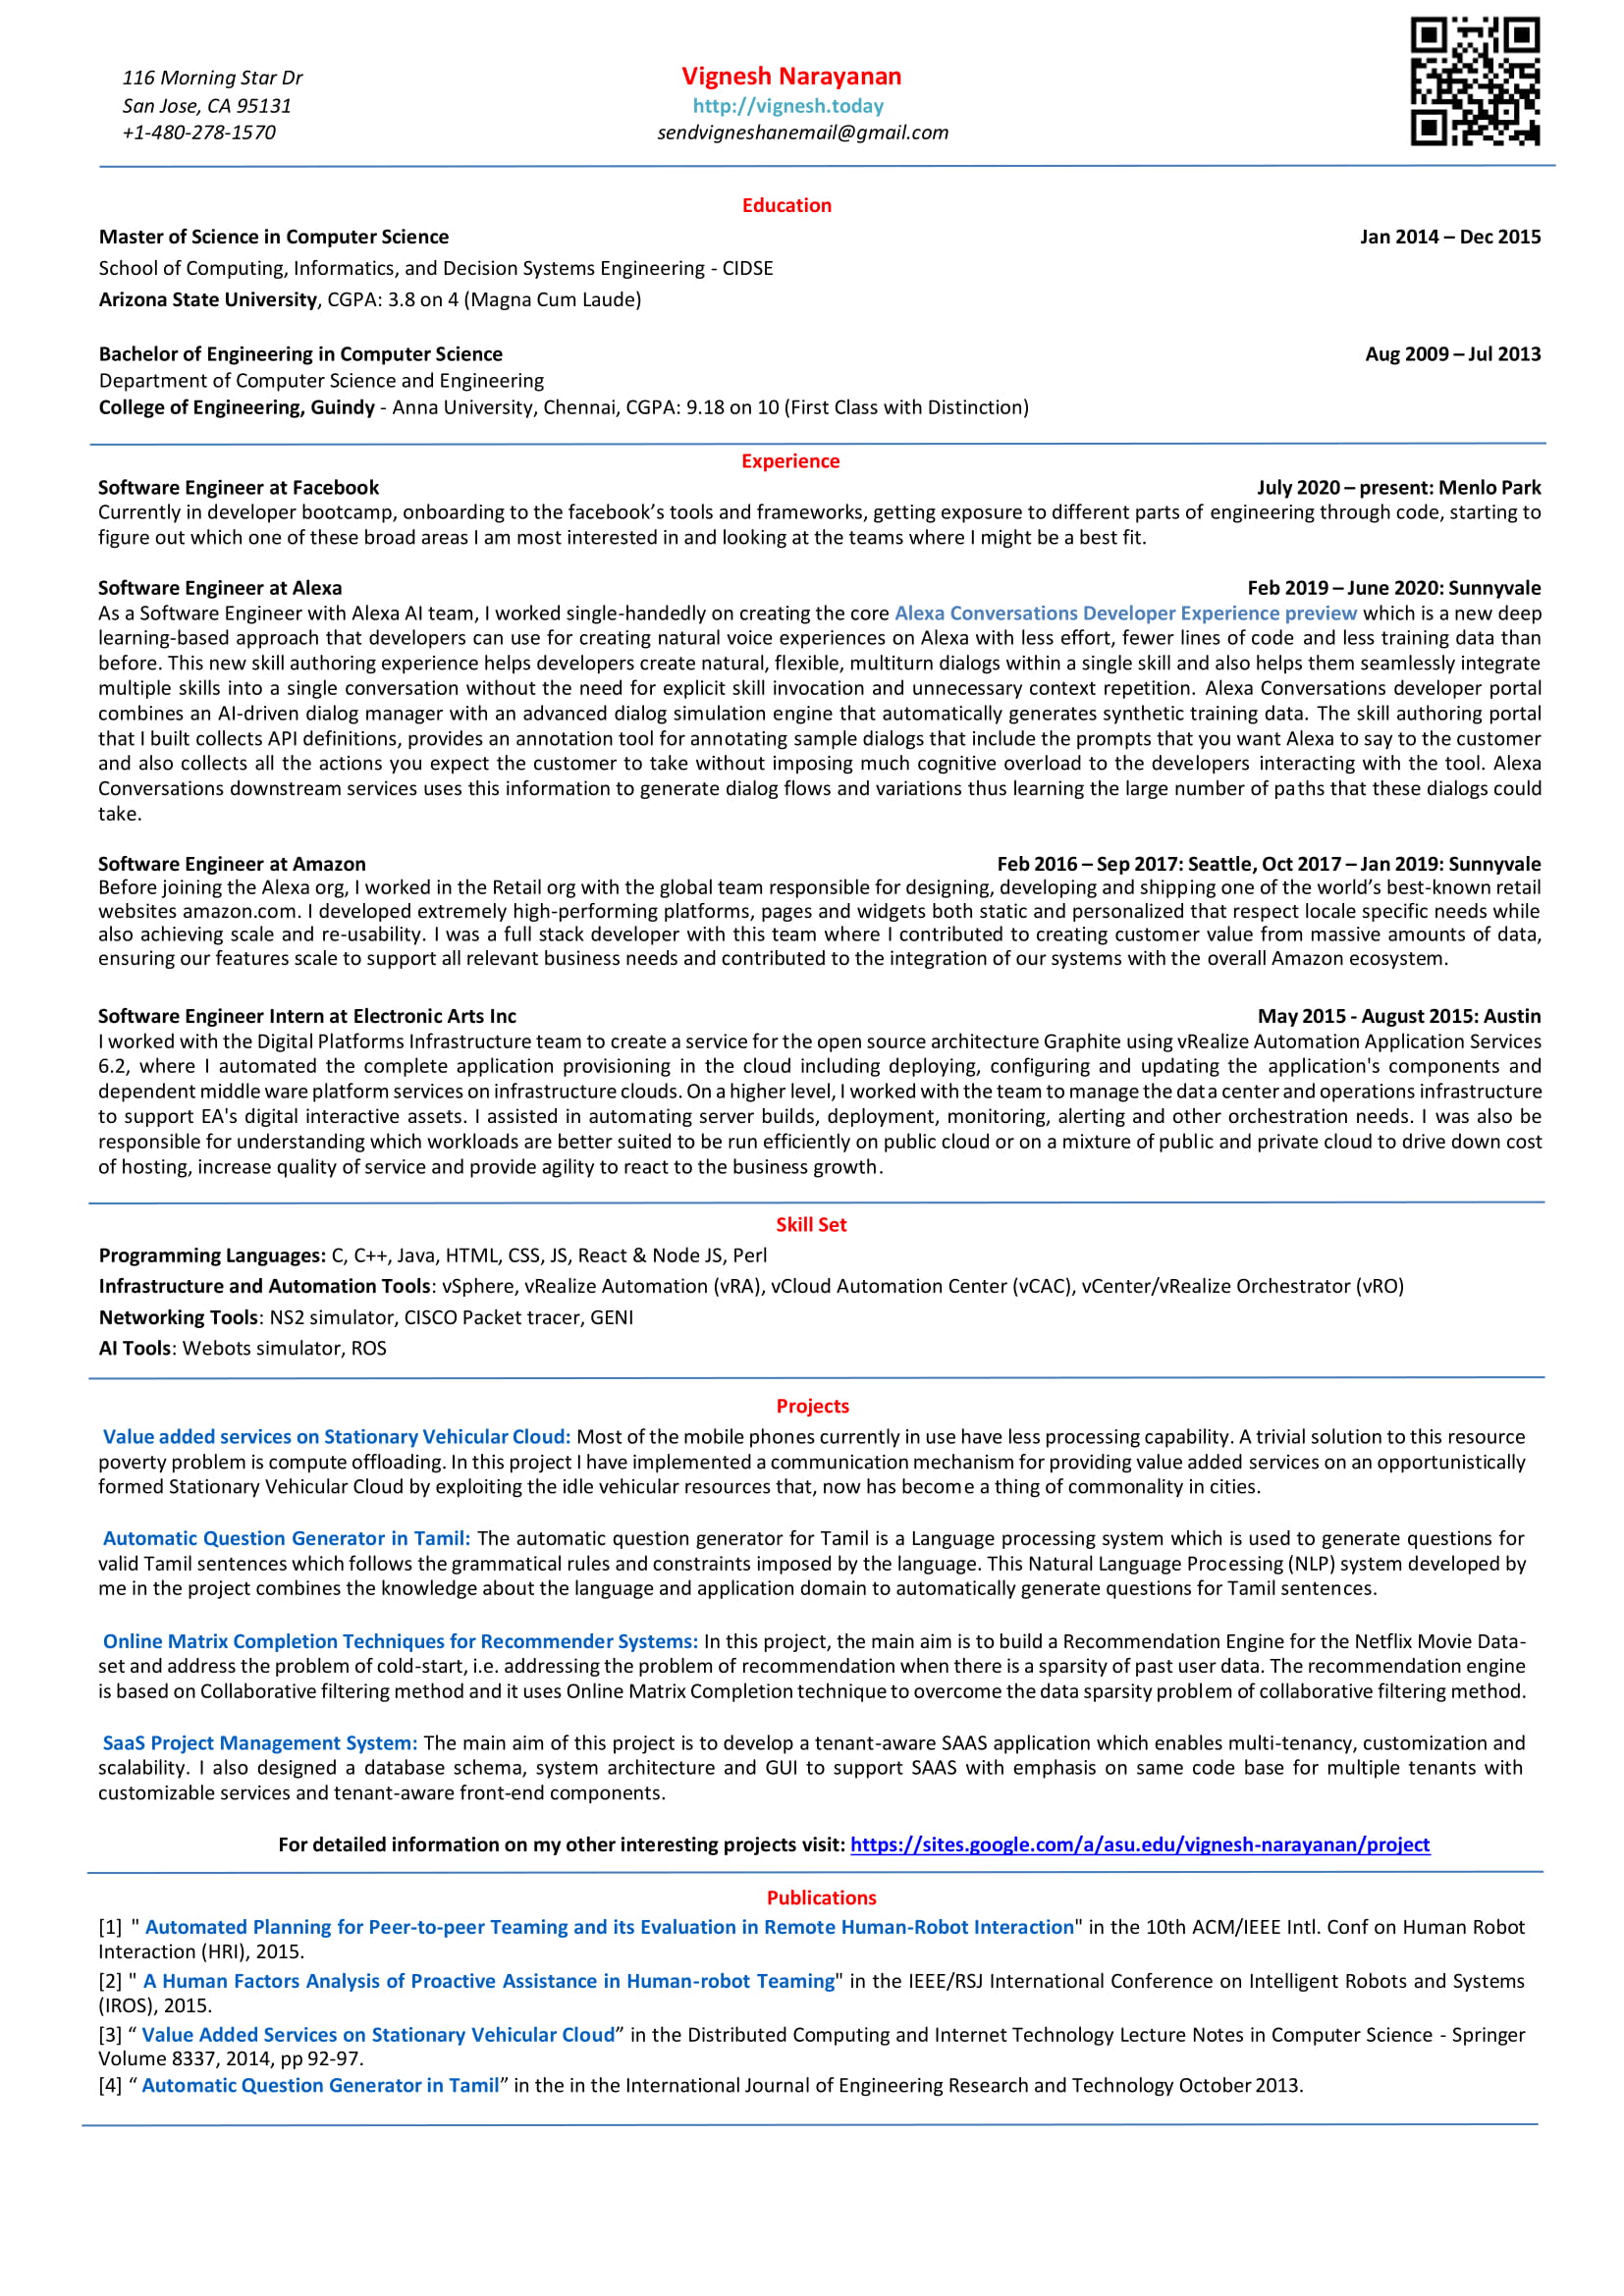 116 Morning Star Dr
San Jose, CA 95131
+1-480-278-1570
Vignesh Narayanan
http://vignesh.today
sendvigneshanemail@gmail.com
Education
Master of Science in Computer Science Jan 2014 – Dec 2015
School of Computing, Informatics, and Decision Systems Engineering - CIDSE
Arizona State University, CGPA: 3.8 on 4 (Magna Cum Laude)
Bachelor of Engineering in Computer Science Aug 2009 – Jul 2013
Department of Computer Science and Engineering
College of Engineering, Guindy - Anna University, Chennai, CGPA: 9.18 on 10 (First Class with Distinction)
Experience
Software Engineer at Facebook July 2020 – present: Menlo Park
Currently in developer bootcamp, onboarding to the facebook’s tools and frameworks, getting exposure to different parts of engineering through code, starting to
figure out which one of these broad areas I am most interested in and looking at the teams where I might be a best fit.
Software Engineer at Alexa Feb 2019 – June 2020: Sunnyvale
As a Software Engineer with Alexa AI team, I worked single-handedly on creating the core Alexa Conversations Developer Experience preview which is a new deep
learning-based approach that developers can use for creating natural voice experiences on Alexa with less effort, fewer lines of code and less training data than
before. This new skill authoring experience helps developers create natural, flexible, multiturn dialogs within a single skill and also helps them seamlessly integrate
multiple skills into a single conversation without the need for explicit skill invocation and unnecessary context repetition. Alexa Conversations developer portal
combines an AI-driven dialog manager with an advanced dialog simulation engine that automatically generates synthetic training data. The skill authoring portal
that I built collects API definitions, provides an annotation tool for annotating sample dialogs that include the prompts that you want Alexa to say to the customer
and also collects all the actions you expect the customer to take without imposing much cognitive overload to the developers interacting with the tool. Alexa
Conversations downstream services uses this information to generate dialog flows and variations thus learning the large number of paths that these dialogs could
take.
Software Engineer at Amazon Feb 2016 – Sep 2017: Seattle, Oct 2017 – Jan 2019: Sunnyvale
Before joining the Alexa org, I worked in the Retail org with the global team responsible for designing, developing and shipping one of the world’s best-known retail
websites amazon.com. I developed extremely high-performing platforms, pages and widgets both static and personalized that respect locale specific needs while
also achieving scale and re-usability. I was a full stack developer with this team where I contributed to creating customer value from massive amounts of data,
ensuring our features scale to support all relevant business needs and contributed to the integration of our systems with the overall Amazon ecosystem.
Software Engineer Intern at Electronic Arts Inc May 2015 - August 2015: Austin
I worked with the Digital Platforms Infrastructure team to create a service for the open source architecture Graphite using vRealize Automation Application Services
6.2, where I automated the complete application provisioning in the cloud including deploying, configuring and updating the application's components and
dependent middle ware platform services on infrastructure clouds. On a higher level, I worked with the team to manage the data center and operations infrastructure
to support EA's digital interactive assets. I assisted in automating server builds, deployment, monitoring, alerting and other orchestration needs. I was also be
responsible for understanding which workloads are better suited to be run efficiently on public cloud or on a mixture of public and private cloud to drive down cost
of hosting, increase quality of service and provide agility to react to the business growth.
Skill Set
Programming Languages: C, C++, Java, HTML, CSS, JS, React & Node JS, Perl
Infrastructure and Automation Tools: vSphere, vRealize Automation (vRA), vCloud Automation Center (vCAC), vCenter/vRealize Orchestrator (vRO)
Networking Tools: NS2 simulator, CISCO Packet tracer, GENI
AI Tools: Webots simulator, ROS
Projects
Value added services on Stationary Vehicular Cloud: Most of the mobile phones currently in use have less processing capability. A trivial solution to this resource
poverty problem is compute offloading. In this project I have implemented a communication mechanism for providing value added services on an opportunistically
formed Stationary Vehicular Cloud by exploiting the idle vehicular resources that, now has become a thing of commonality in cities.
Automatic Question Generator in Tamil: The automatic question generator for Tamil is a Language processing system which is used to generate questions for
valid Tamil sentences which follows the grammatical rules and constraints imposed by the language. This Natural Language Processing (NLP) system developed by
me in the project combines the knowledge about the language and application domain to automatically generate questions for Tamil sentences.
Online Matrix Completion Techniques for Recommender Systems: In this project, the main aim is to build a Recommendation Engine for the Netflix Movie Data-
set and address the problem of cold-start, i.e. addressing the problem of recommendation when there is a sparsity of past user data. The recommendation engine
is based on Collaborative filtering method and it uses Online Matrix Completion technique to overcome the data sparsity problem of collaborative filtering method.
SaaS Project Management System: The main aim of this project is to develop a tenant-aware SAAS application which enables multi-tenancy, customization and
scalability. I also designed a database schema, system architecture and GUI to support SAAS with emphasis on same code base for multiple tenants with
customizable services and tenant-aware front-end components.
For detailed information on my other interesting projects visit: https://sites.google.com/a/asu.edu/vignesh-narayanan/project
Publications
[1] " Automated Planning for Peer-to-peer Teaming and its Evaluation in Remote Human-Robot Interaction" in the 10th ACM/IEEE Intl. Conf on Human Robot
Interaction (HRI), 2015.
[2] " A Human Factors Analysis of Proactive Assistance in Human-robot Teaming" in the IEEE/RSJ International Conference on Intelligent Robots and Systems
(IROS), 2015.
[3] “ Value Added Services on Stationary Vehicular Cloud” in the Distributed Computing and Internet Technology Lecture Notes in Computer Science - Springer
Volume 8337, 2014, pp 92-97.
[4] “ Automatic Question Generator in Tamil” in the in the International Journal of Engineering Research and Technology October 2013.